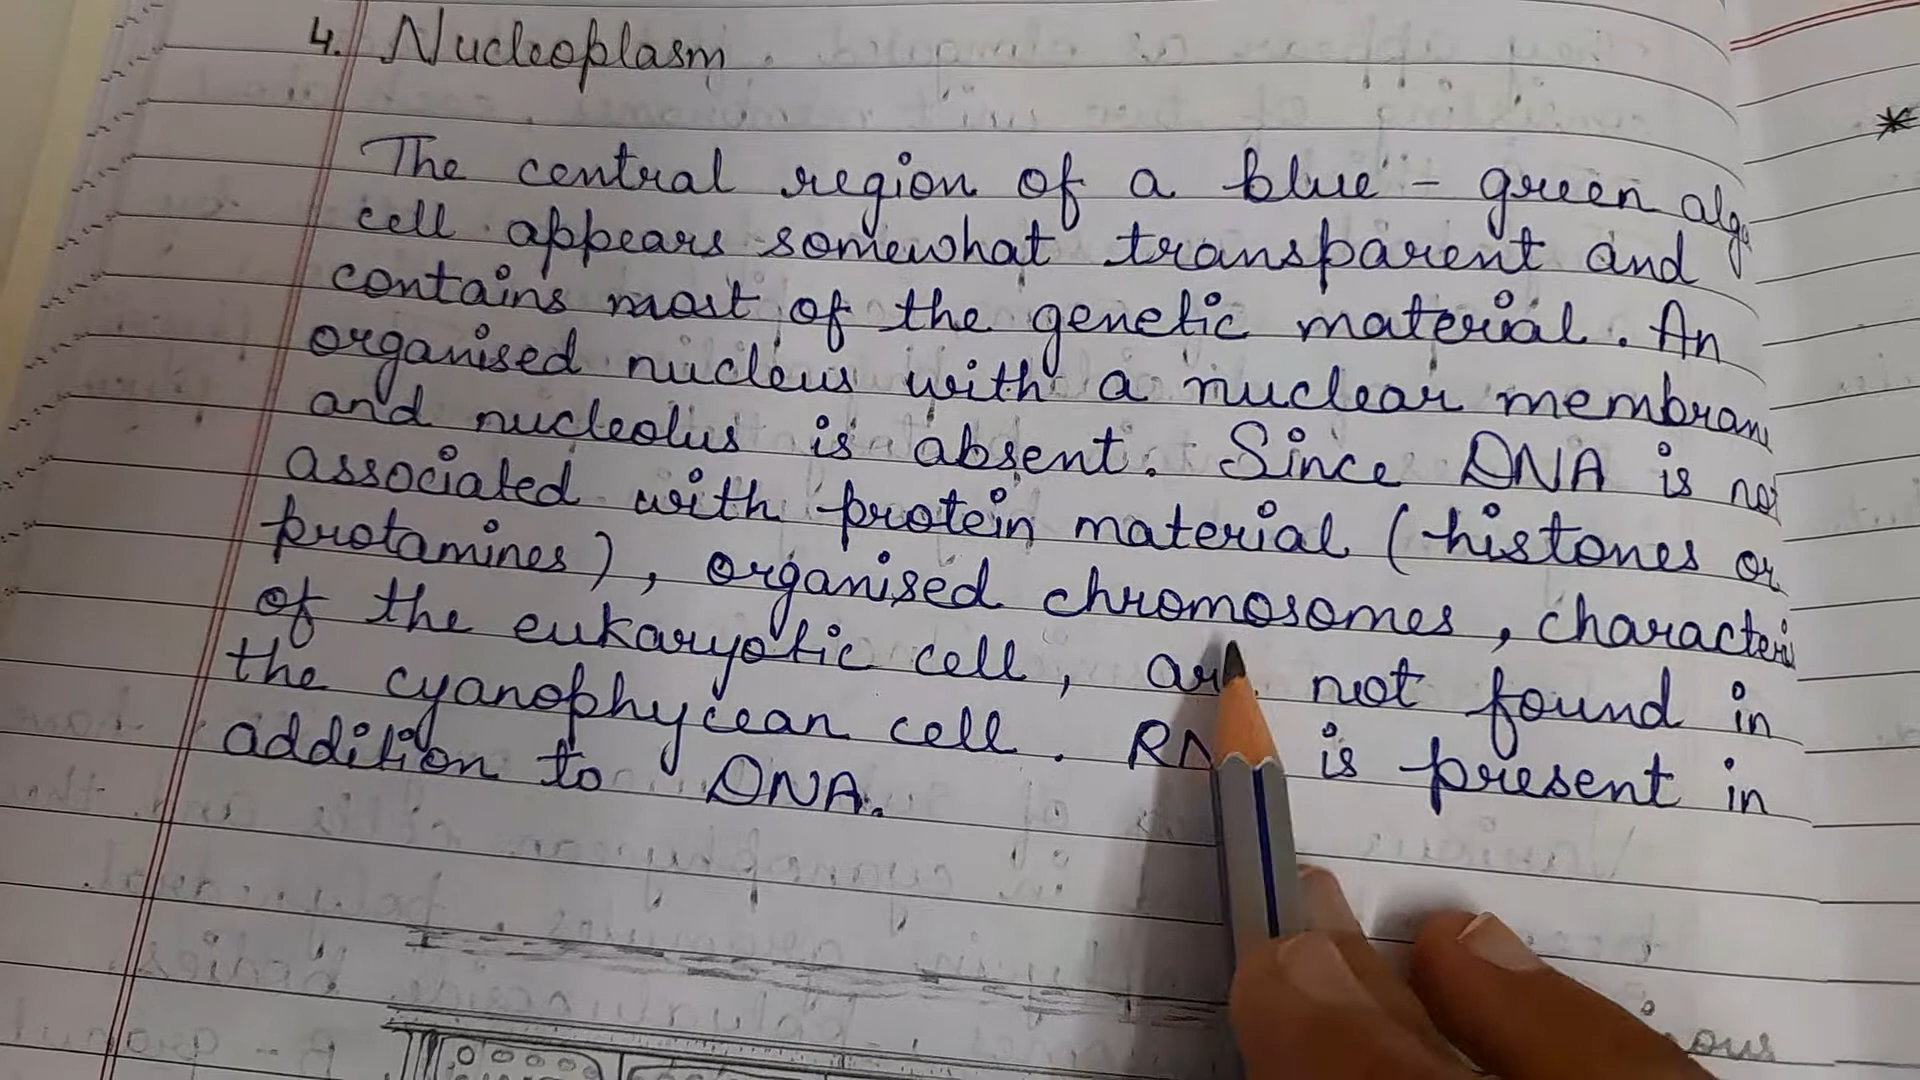 4. Nucleoplasm
The central region of a blue - green alga
cell appears somewhat transparent and
contains most of the genetic material. An
organised nucleus with a nuclear membran
and nucleolus is absent. Since DNA is not
associated with protein material (histones or
protamines), organised chromosomes, characteri
of the eukaryotic cell, are not found in
the cyanophycean cell. RN is present in
addition to DNA.
*